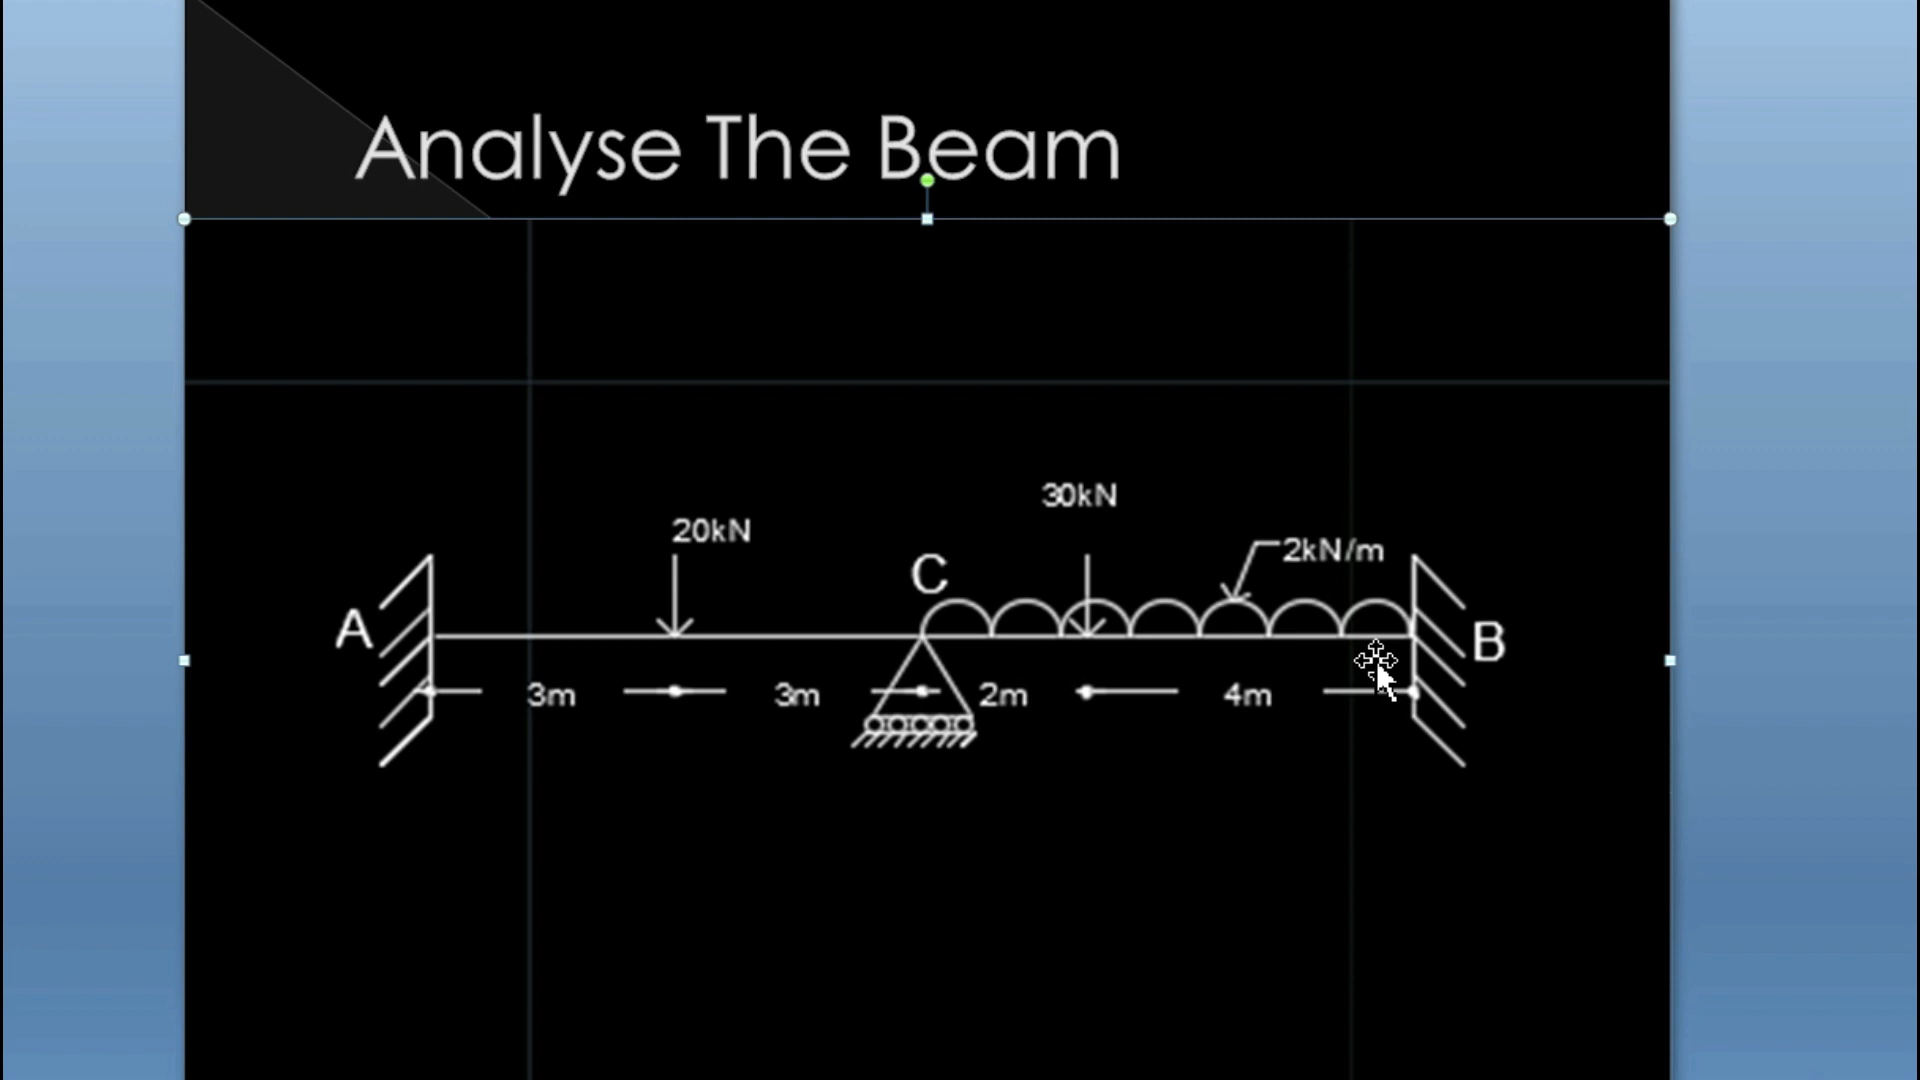 Analyse The Beam
30kN
20kN
2kN/m
C
A
B
3m 3m 2m 4m